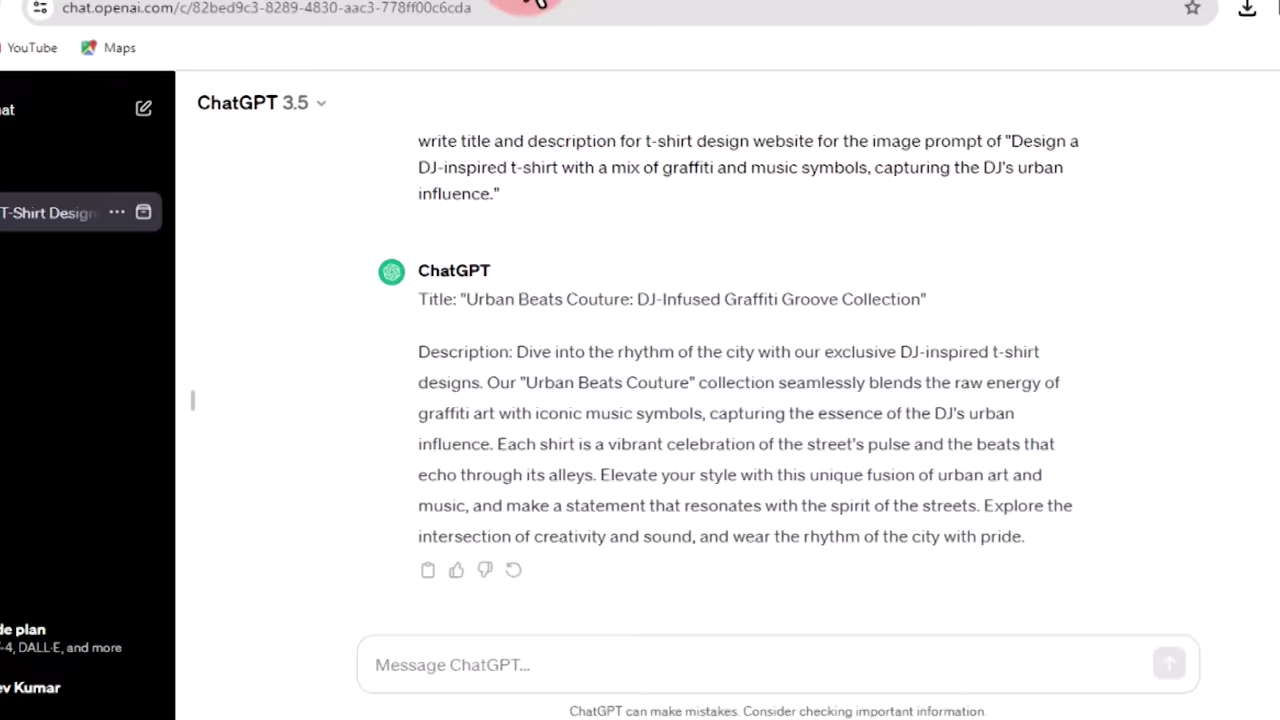 chat.openai.com/c/82bed9c3-8289-4830-aac3-778ff00c6cda
YouTube Maps
ChatGPT 3.5
write title and description for t-shirt design website for the image prompt of "Design a
DJ-inspired t-shirt with a mix of graffiti and music symbols, capturing the DJ's urban
influence."
T-Shirt Design
ChatGPT
Title: "Urban Beats Couture: DJ-Infused Graffiti Groove Collection"
Description: Dive into the rhythm of the city with our exclusive DJ-inspired t-shirt
designs. Our "Urban Beats Couture" collection seamlessly blends the raw energy of
graffiti art with iconic music symbols, capturing the essence of the DJ's urban
influence. Each shirt is a vibrant celebration of the street's pulse and the beats that
echo through its alleys. Elevate your style with this unique fusion of urban art and
music, and make a statement that resonates with the spirit of the streets. Explore the
intersection of creativity and sound, and wear the rhythm of the city with pride.
plan
-4, DALL·E, and more
Kumar
Message ChatGPT...
ChatGPT can make mistakes. Consider checking important information.